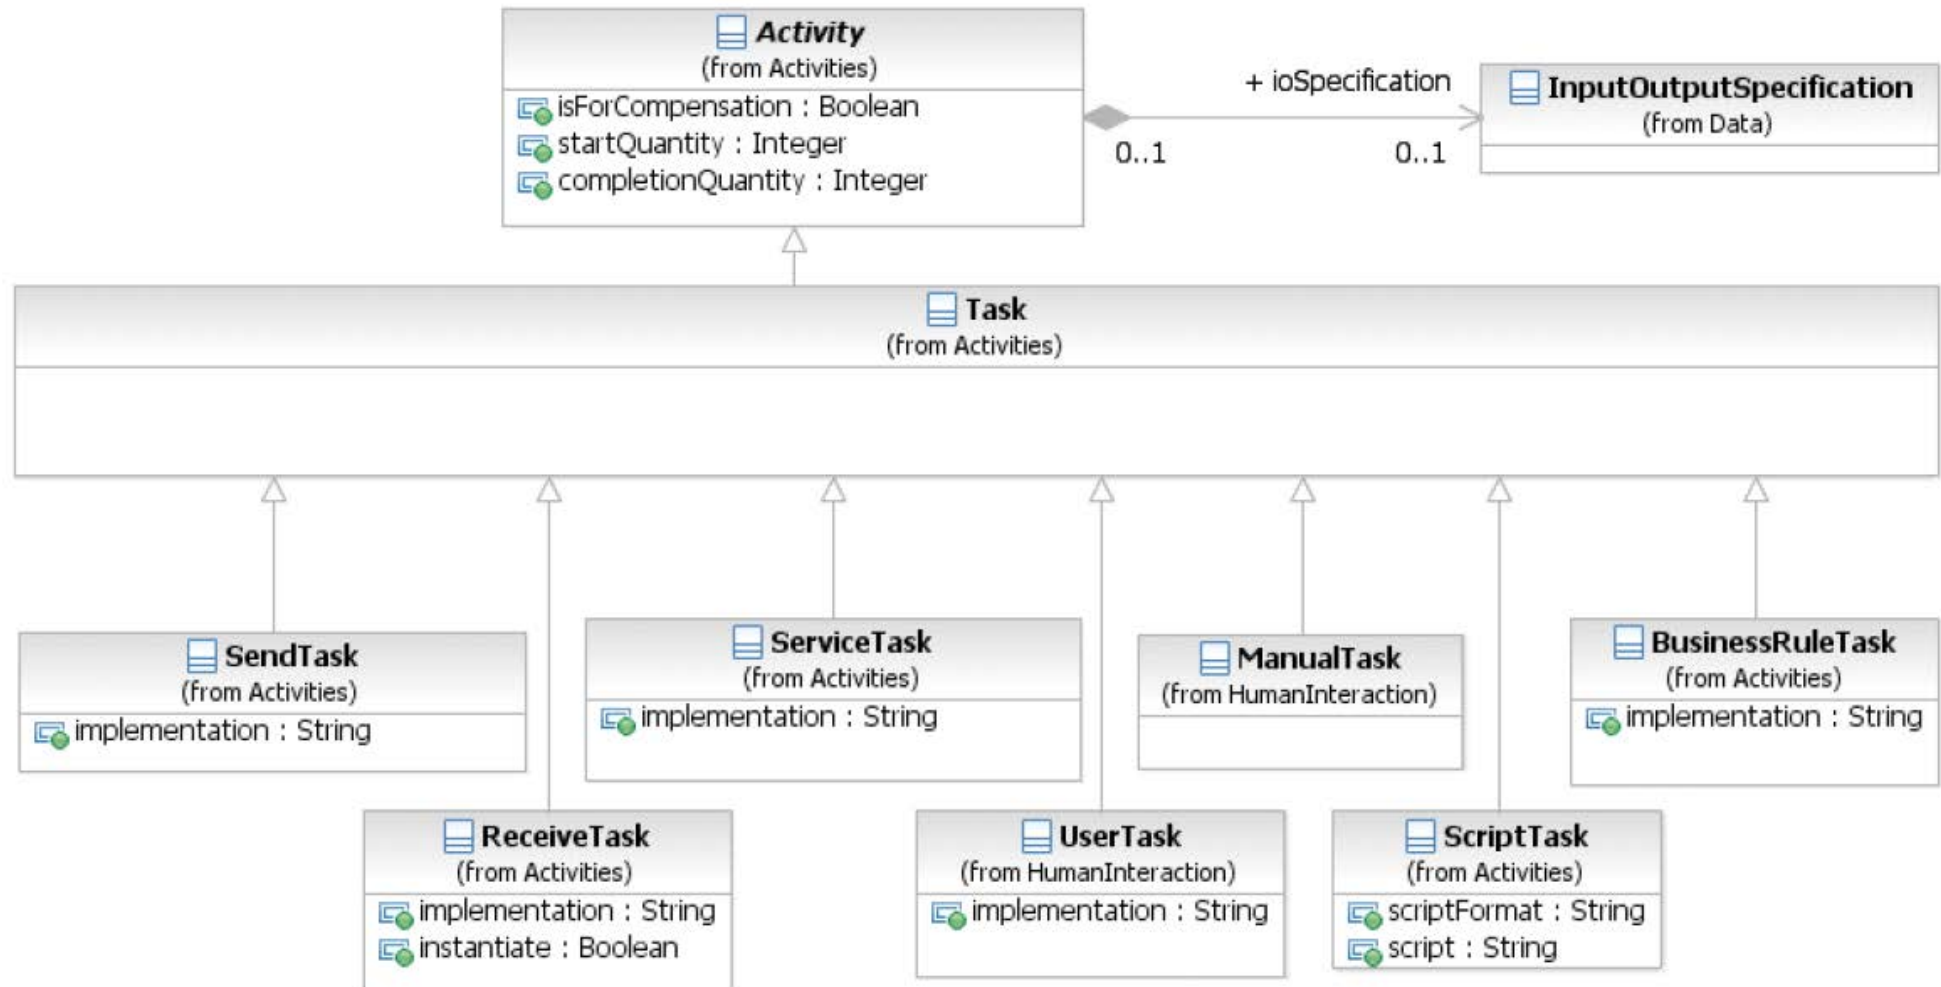 Activity
(from Activities)
isForCompensation : Boolean
startQuantity : Integer
completionQuantity : Integer
+ ioSpecification
0..1
0..1
InputOutputSpecification
(from Data)
Task
(from Activities)
SendTask
(from Activities)
implementation : String
ServiceTask
(from Activities)
implementation : String
ManualTask
(from HumanInteraction)
BusinessRuleTask
(from Activities)
implementation : String
ReceiveTask
(from Activities)
implementation : String
instantiate : Boolean
UserTask
(from HumanInteraction)
implementation : String
ScriptTask
(from Activities)
scriptFormat : String
script : String